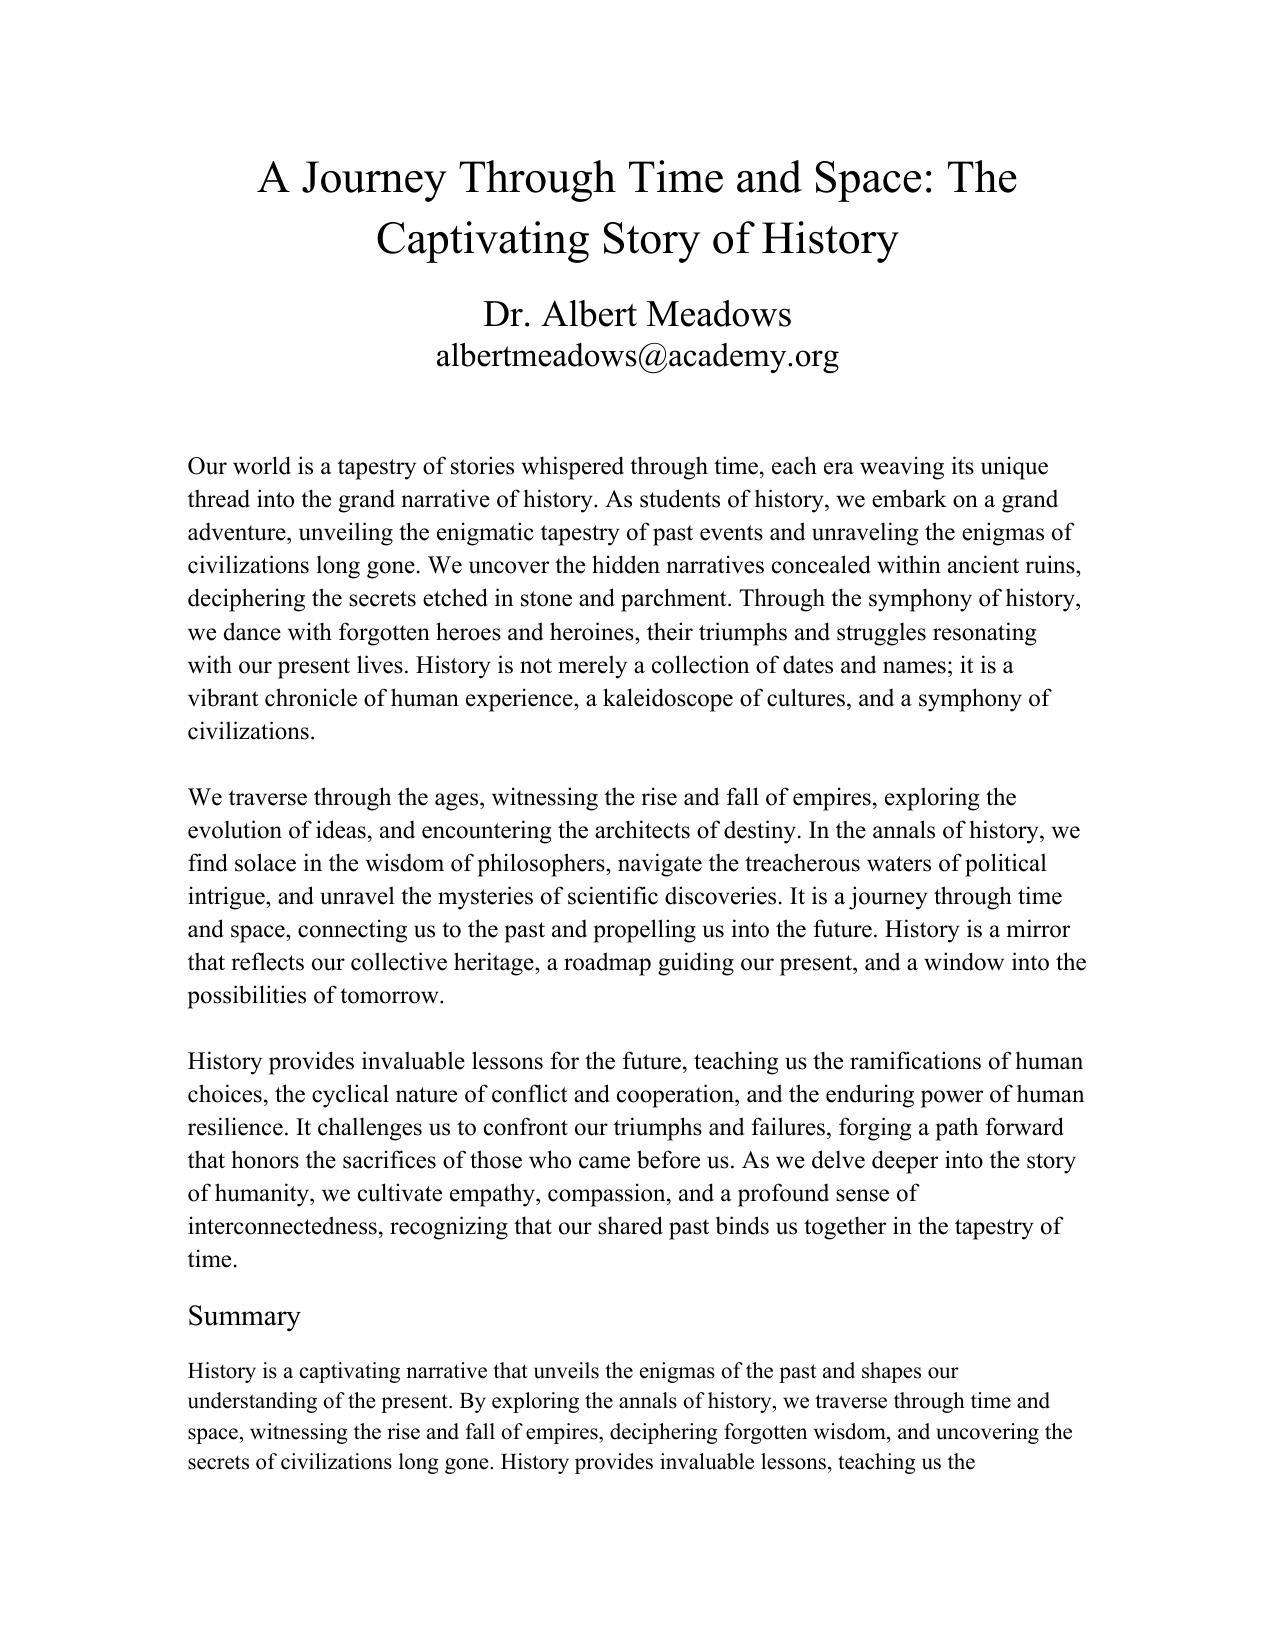 A Journey Through Time and Space: The
Captivating Story of History
Dr. Albert Meadows
albertmeadows@academy.org
Our world is a tapestry of stories whispered through time, each era weaving its unique
thread into the grand narrative of history. As students of history, we embark on a grand
adventure, unveiling the enigmatic tapestry of past events and unraveling the enigmas of
civilizations long gone. We uncover the hidden narratives concealed within ancient ruins,
deciphering the secrets etched in stone and parchment. Through the symphony of history,
we dance with forgotten heroes and heroines, their triumphs and struggles resonating
with our present lives. History is not merely a collection of dates and names; it is a
vibrant chronicle of human experience, a kaleidoscope of cultures, and a symphony of
civilizations.
We traverse through the ages, witnessing the rise and fall of empires, exploring the
evolution of ideas, and encountering the architects of destiny. In the annals of history, we
find solace in the wisdom of philosophers, navigate the treacherous waters of political
intrigue, and unravel the mysteries of scientific discoveries. It is a journey through time
and space, connecting us to the past and propelling us into the future. History is a mirror
that reflects our collective heritage, a roadmap guiding our present, and a window into the
possibilities of tomorrow.
History provides invaluable lessons for the future, teaching us the ramifications of human
choices, the cyclical nature of conflict and cooperation, and the enduring power of human
resilience. It challenges us to confront our triumphs and failures, forging a path forward
that honors the sacrifices of those who came before us. As we delve deeper into the story
of humanity, we cultivate empathy, compassion, and a profound sense of
interconnectedness, recognizing that our shared past binds us together in the tapestry of
time.
Summary
History is a captivating narrative that unveils the enigmas of the past and shapes our
understanding of the present. By exploring the annals of history, we traverse through time and
space, witnessing the rise and fall of empires, deciphering forgotten wisdom, and uncovering the
secrets of civilizations long gone. History provides invaluable lessons, teaching us the